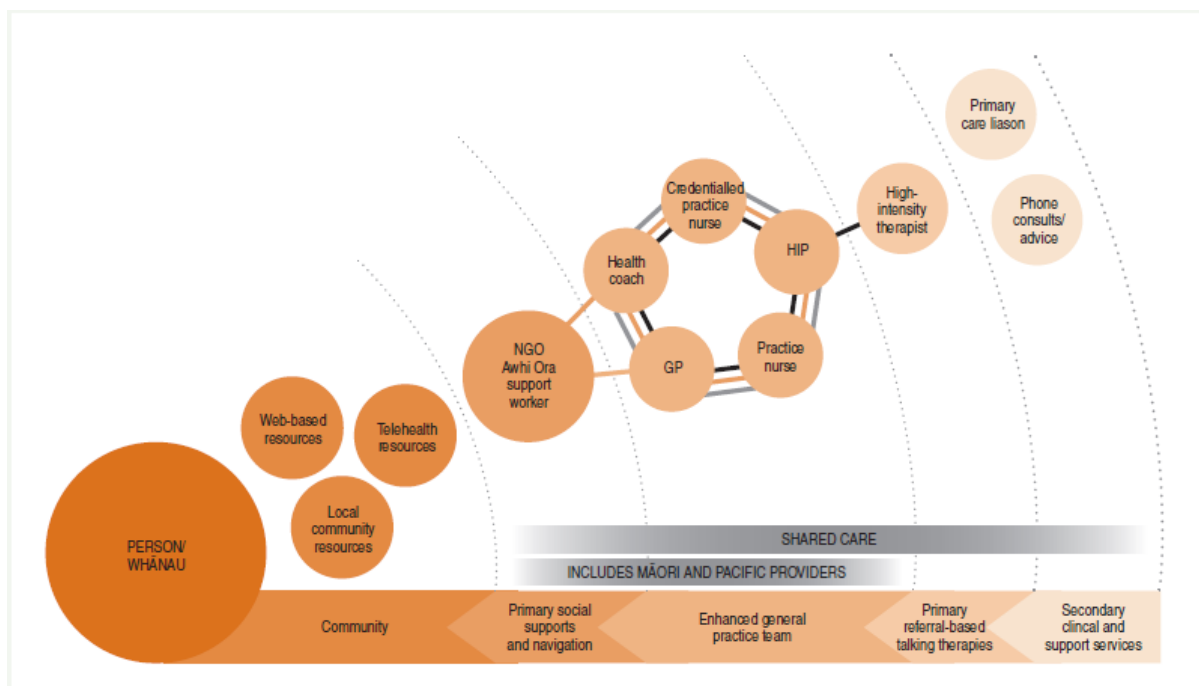 Primary
care liason
Phone
consults/
advice
High-
intensity
therapist
Credentialled
practice
nurse
HIP
Health
coach
Practice
nurse
GP
NGO
Awhi Ora
support
worker
Web-based
resources
Telehealth
resources
Local
community
resources
PERSON/
WHĀNAU
SHARED CARE
INCLUDES MĀORI AND PACIFIC PROVIDERS
Community
Primary social
supports
and navigation
Enhanced general
practice team
Primary
referral-based
talking therapies
Secondary
clincal and
support services